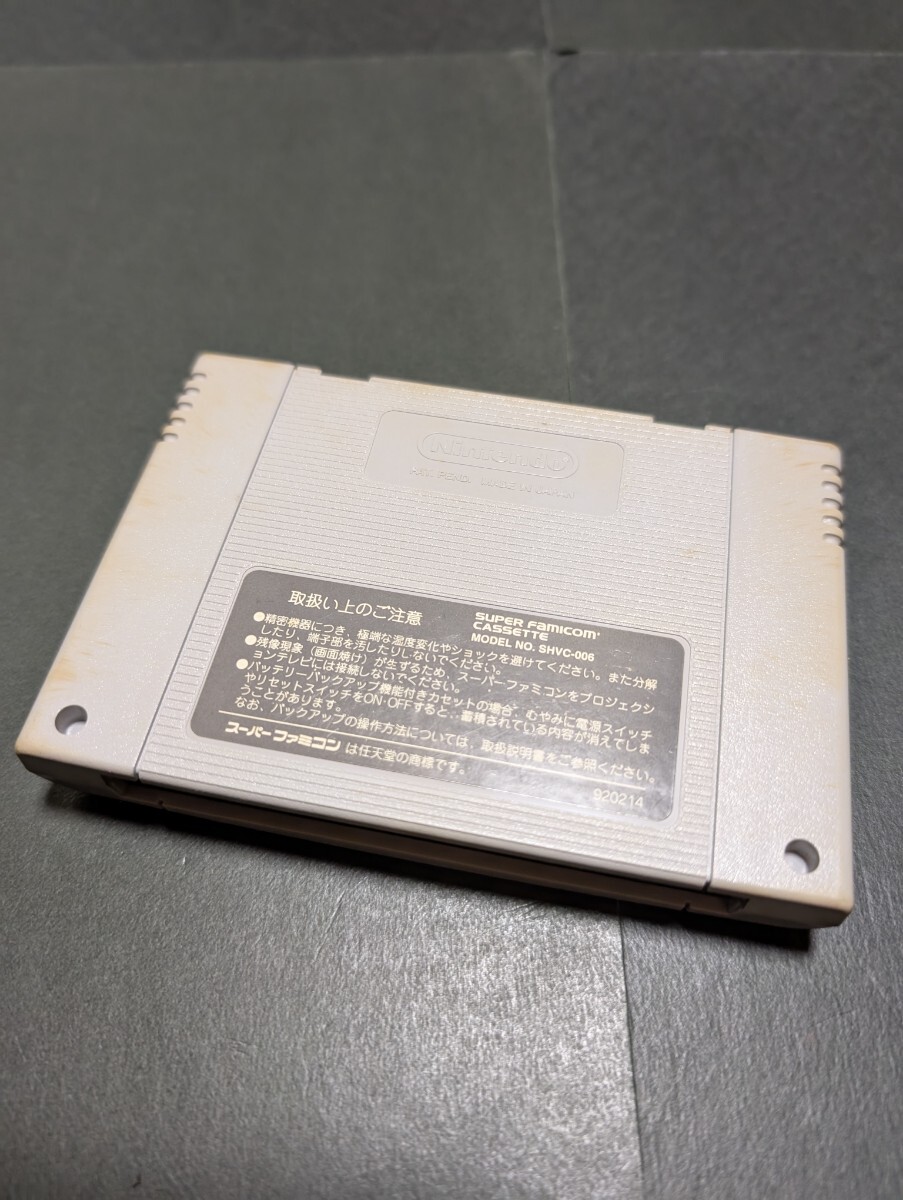 Nintendo
PAT. PEND. MADE IN JAPAN
取扱い上のご注意
SUPER FAMICOM
CASSETTE
MODEL NO. SHVC-006
●精密機器につき、極端な温度変化やショックを避けてください。また分解
したり、端子部を汚したりしないでください。
●残像現象（画面焼け）が生ずるため、スーパーファミコンをプロジェクシ
ョンテレビには接続しないでください。
●バッテリーバックアップ機能付きカセットの場合、むやみに電源スイッチ
やリセットスイッチをON・OFFすると、蓄積されている内容が消えてしま
うことがあります。
なお、バックアップの操作方法については、取扱説明書をご参照ください。
スーパーファミコンは任天堂の商標です。
920214